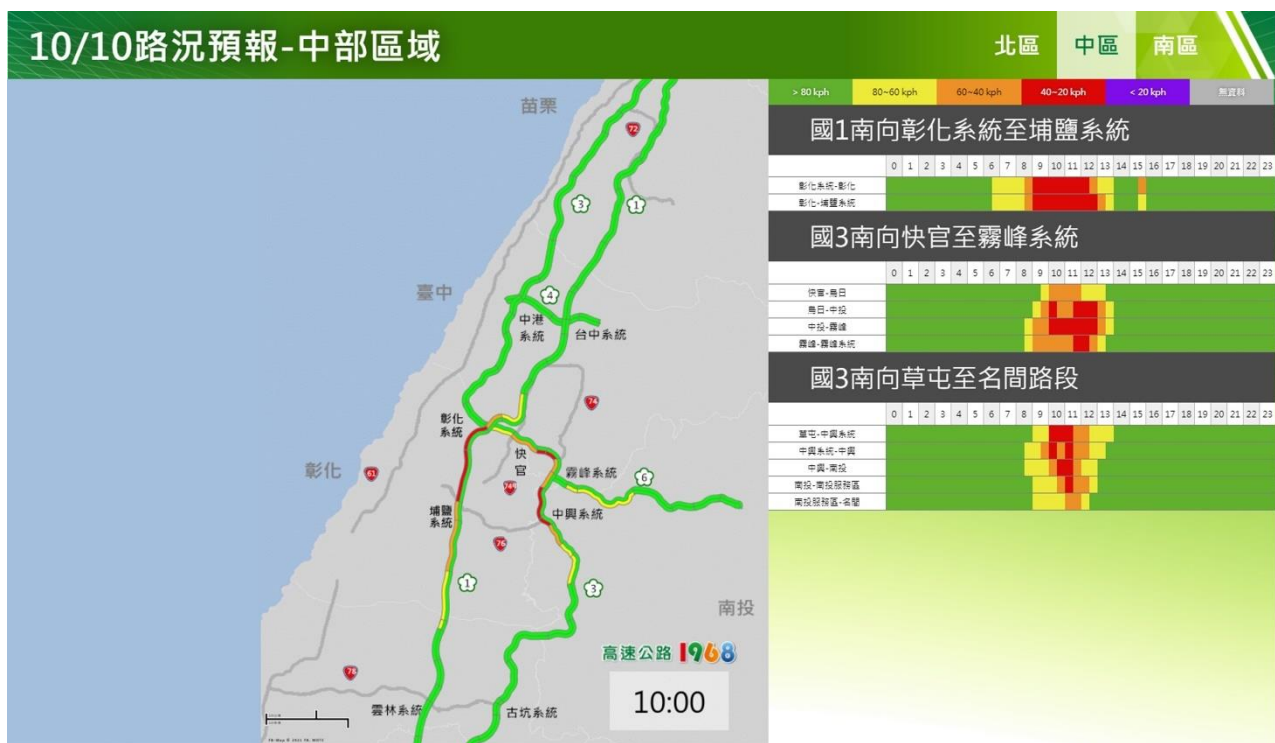 10/10路況預報-中部區域
北區 中區 南區
> 80 kph 80~60 kph 60~40 kph 40~20 kph < 20 kph 無資料
國1南向彰化系統至埔鹽系統
0 1 2 3 4 5 6 7 8 9 10 11 12 13 14 15 16 17 18 19 20 21 22 23
彰化系統-彰化
彰化-埔鹽系統
國3南向快官至霧峰系統
0 1 2 3 4 5 6 7 8 9 10 11 12 13 14 15 16 17 18 19 20 21 22 23
快官-烏日
烏日-中投
中投-霧峰
霧峰-霧峰系統
國3南向草屯至名間路段
0 1 2 3 4 5 6 7 8 9 10 11 12 13 14 15 16 17 18 19 20 21 22 23
草屯-中興系統
中興系統-中興
中興-南投
南投-南投服務區
南投服務區-名間
苗栗
72
3
1
臺中
4
中港
系統
台中系統
74
彰化
系統
快
官
彰化
61
霧峰系統
6
埔鹽
系統
中興系統
76
1
3
南投
高速公路 1968
10:00
78
雲林系統
古坑系統